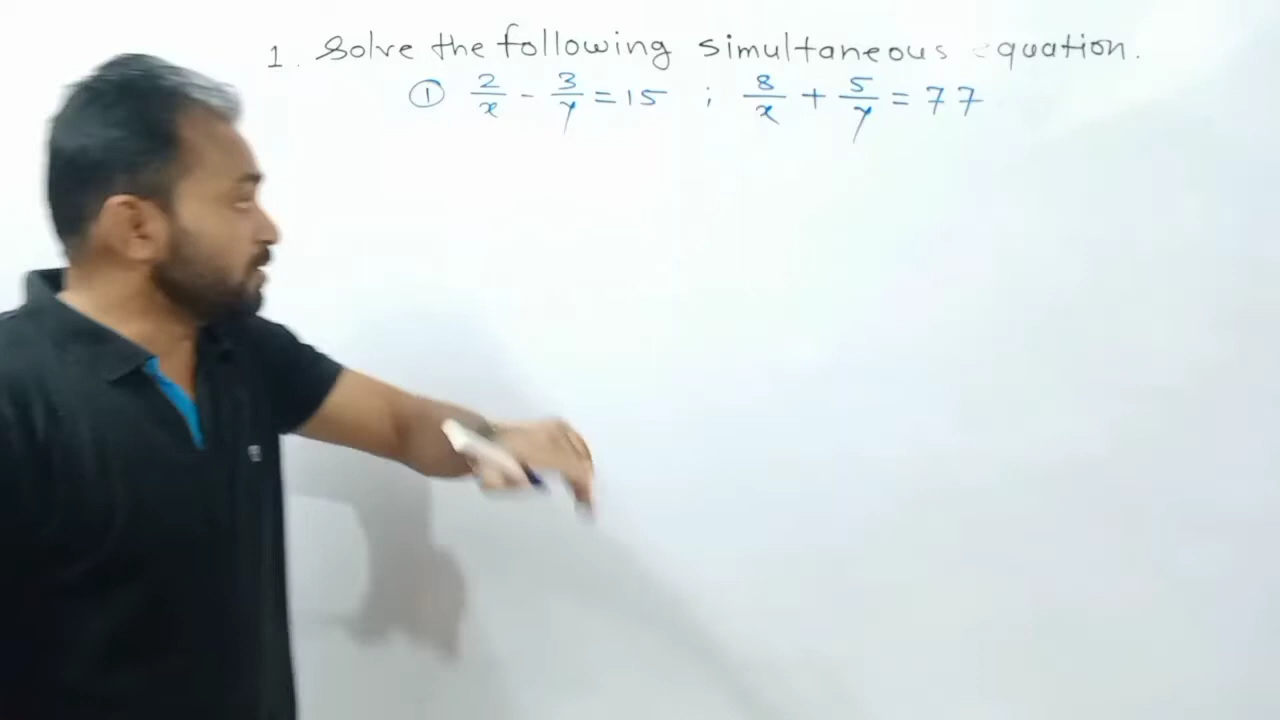 1. Solve the following simultaneous equation.
① 2/x - 3/y = 15 ; 8/x + 5/y = 77